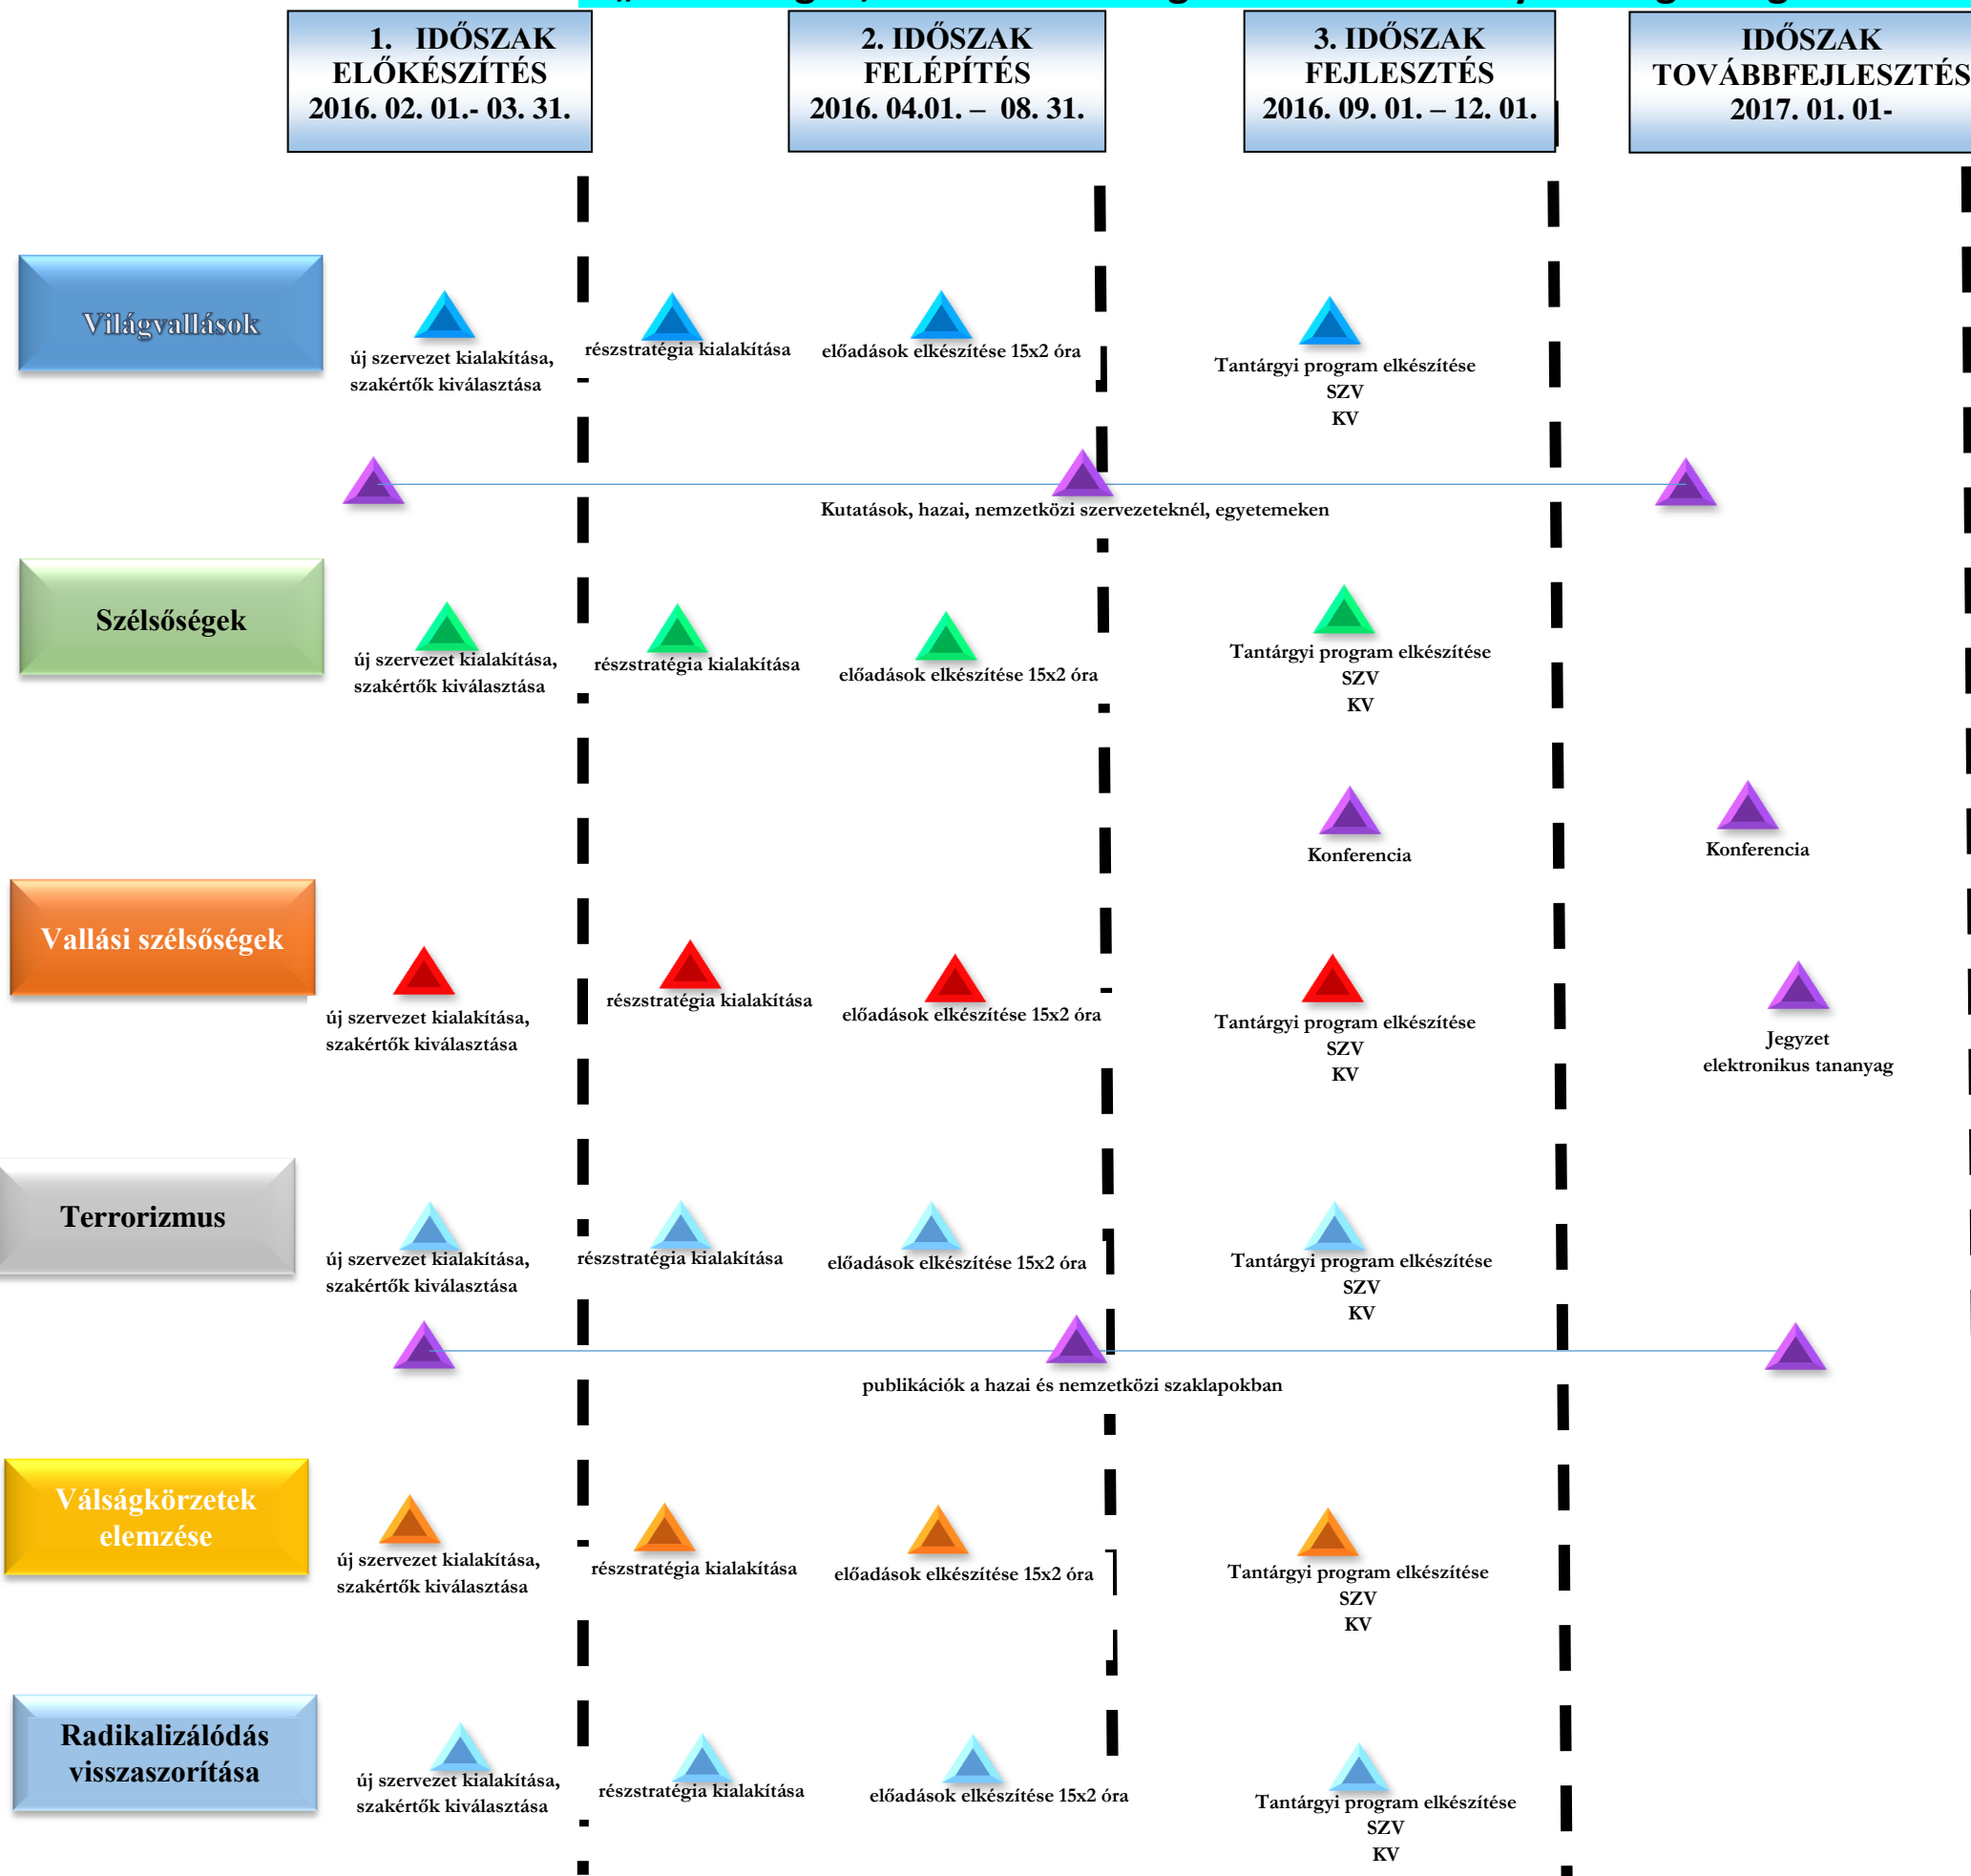 1. IDŐSZAK
ELŐKÉSZÍTÉS
2016. 02. 01.- 03. 31.
2. IDŐSZAK
FELÉPÍTÉS
2016. 04.01. – 08. 31.
3. IDŐSZAK
FEJLESZTÉS
2016. 09. 01. – 12. 01.
IDŐSZAK
TOVÁBBFEJLESZTÉS
2017. 01. 01-
Világvallások
új szervezet kialakítása,
szakértők kiválasztása
részstratégia kialakítása
előadások elkészítése 15x2 óra
Tantárgyi program elkészítése
SZV
KV
Kutatások, hazai, nemzetközi szervezeteknél, egyetemeken
Szélsőségek
új szervezet kialakítása,
szakértők kiválasztása
részstratégia kialakítása
előadások elkészítése 15x2 óra
Tantárgyi program elkészítése
SZV
KV
Konferencia
Konferencia
Vallási szélsőségek
új szervezet kialakítása,
szakértők kiválasztása
részstratégia kialakítása
előadások elkészítése 15x2 óra
Tantárgyi program elkészítése
SZV
KV
Jegyzet
elektronikus tananyag
Terrorizmus
új szervezet kialakítása,
szakértők kiválasztása
részstratégia kialakítása
előadások elkészítése 15x2 óra
Tantárgyi program elkészítése
SZV
KV
publikációk a hazai és nemzetközi szaklapokban
Válságkörzetek
elemzése
új szervezet kialakítása,
szakértők kiválasztása
részstratégia kialakítása
előadások elkészítése 15x2 óra
Tantárgyi program elkészítése
SZV
KV
Radikalizálódás
visszaszorítása
új szervezet kialakítása,
szakértők kiválasztása
részstratégia kialakítása
előadások elkészítése 15x2 óra
Tantárgyi program elkészítése
SZV
KV